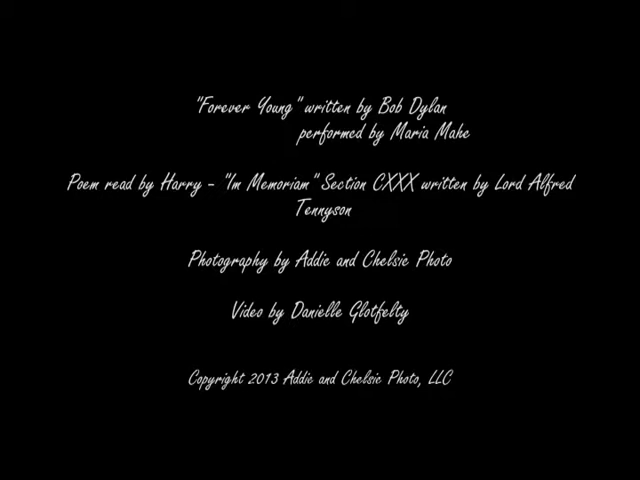 "Forever Young" written by Bob Dylan
performed by Maria Mahe
Poem read by Harry - "Im Memoriam" Section CXXX written by Lord Alfred
Tennyson
Photography by Addie and Chelsie Photo
Video by Danielle Glotfelty
Copyright 2013 Addie and Chelsie Photo, LLC